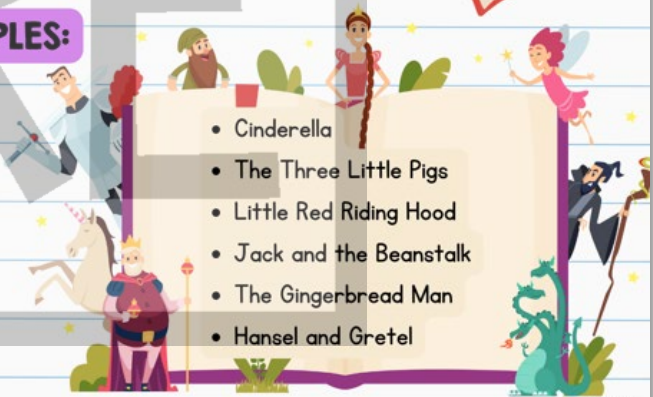 PLES:
• Cinderella
• The Three Little Pigs
• Little Red Riding Hood
• Jack and the Beanstalk
• The Gingerbread Man
• Hansel and Gretel